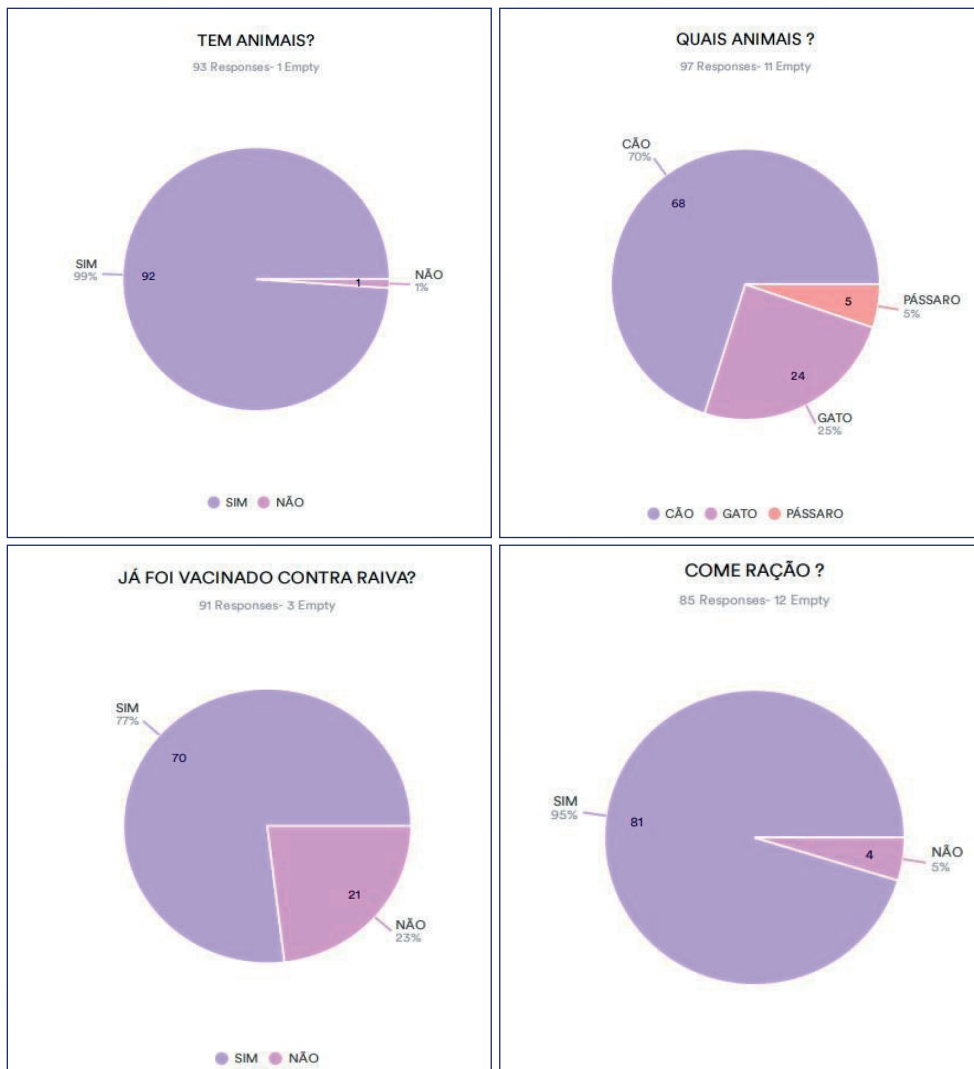 TEM ANIMAIS?
93 Responses- 1 Empty
SIM
99%
92
1
NÃO
1%
SIM NÃO
QUAIS ANIMAIS ?
97 Responses- 11 Empty
CÃO
70%
68
5
PÁSSARO
5%
24
GATO
25%
CÃO GATO PÁSSARO
JÁ FOI VACINADO CONTRA RAIVA?
91 Responses- 3 Empty
SIM
77%
70
21
NÃO
23%
SIM NÃO
COME RAÇÃO ?
85 Responses- 12 Empty
SIM
95%
81
4
NÃO
5%